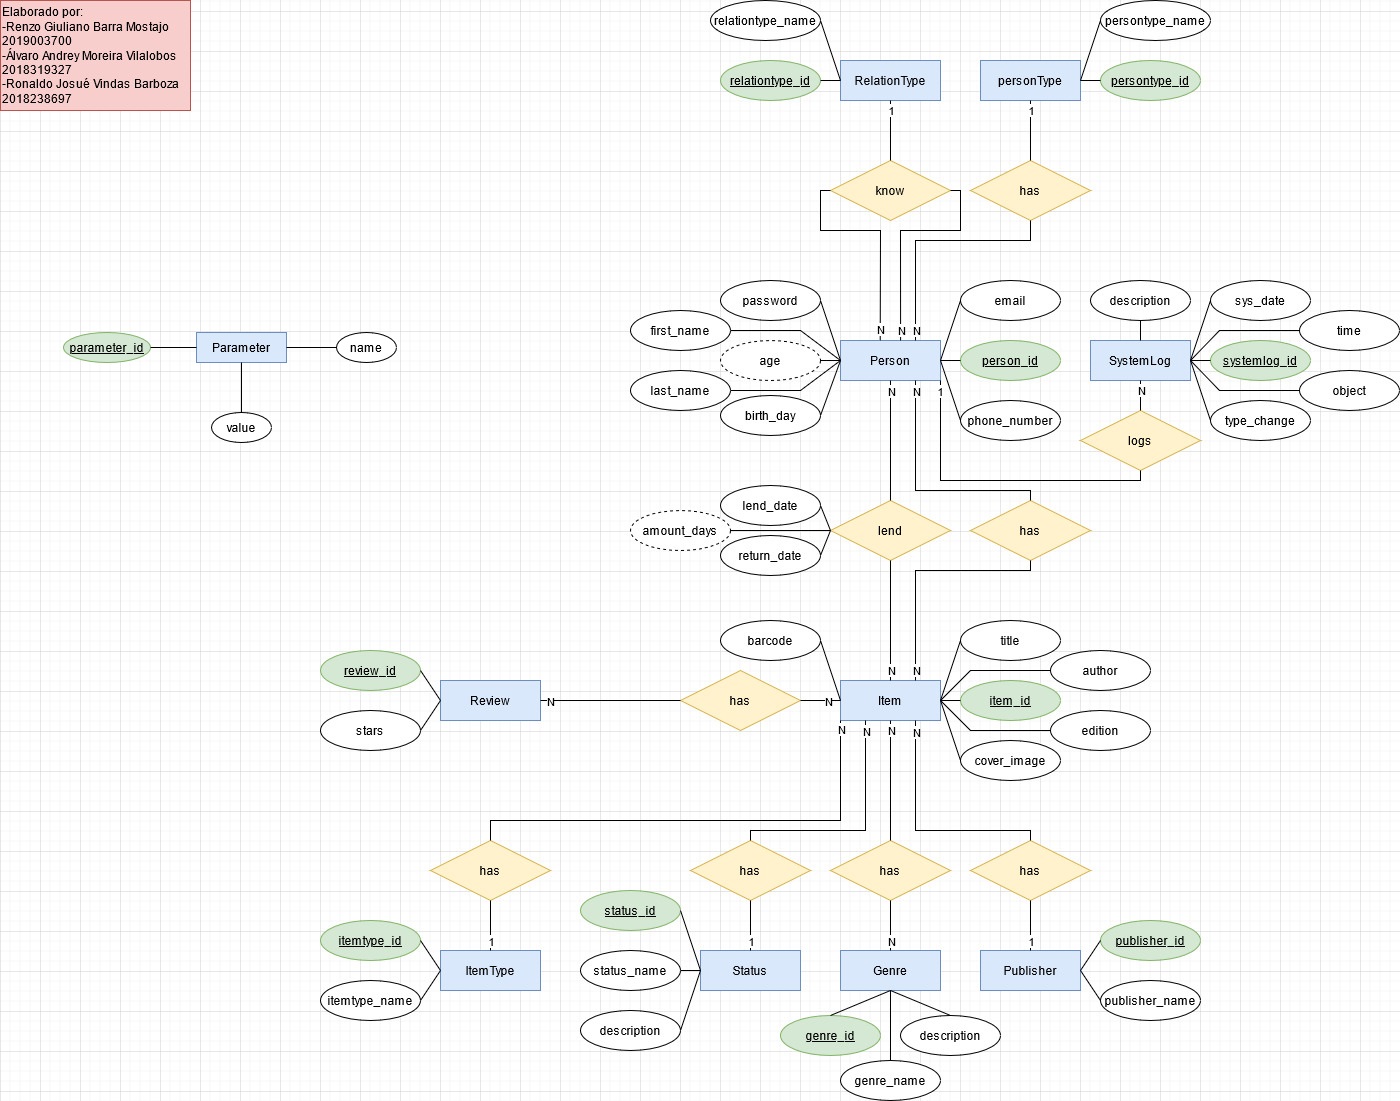 Elaborado por:
-Renzo Giuliano Barra Mostajo
2019003700
-Álvaro Andrey Moreira Vilalobos
2018319327
-Ronaldo Josué Vindas Barboza
2018238697
relationtype_name
persontype_name
relationtype_id
RelationType
personType
persontype_id
1
1
know
has
password
email
description
sys_date
first_name
N
N
N
time
parameter_id
Parameter
name
age
Person
person_id
SystemLog
systemlog_id
last_name
N
N
1
N
object
birth_day
phone_number
type_change
value
logs
lend_date
amount_days
lend
has
return_date
barcode
title
review_id
N
N
author
Review
N
has
N
Item
item_id
stars
N
N
N
N
edition
cover_image
has
has
has
has
status_id
itemtype_id
1
1
N
1
publisher_id
ItemType
status_name
Status
Genre
Publisher
itemtype_name
publisher_name
description
genre_id
description
genre_name